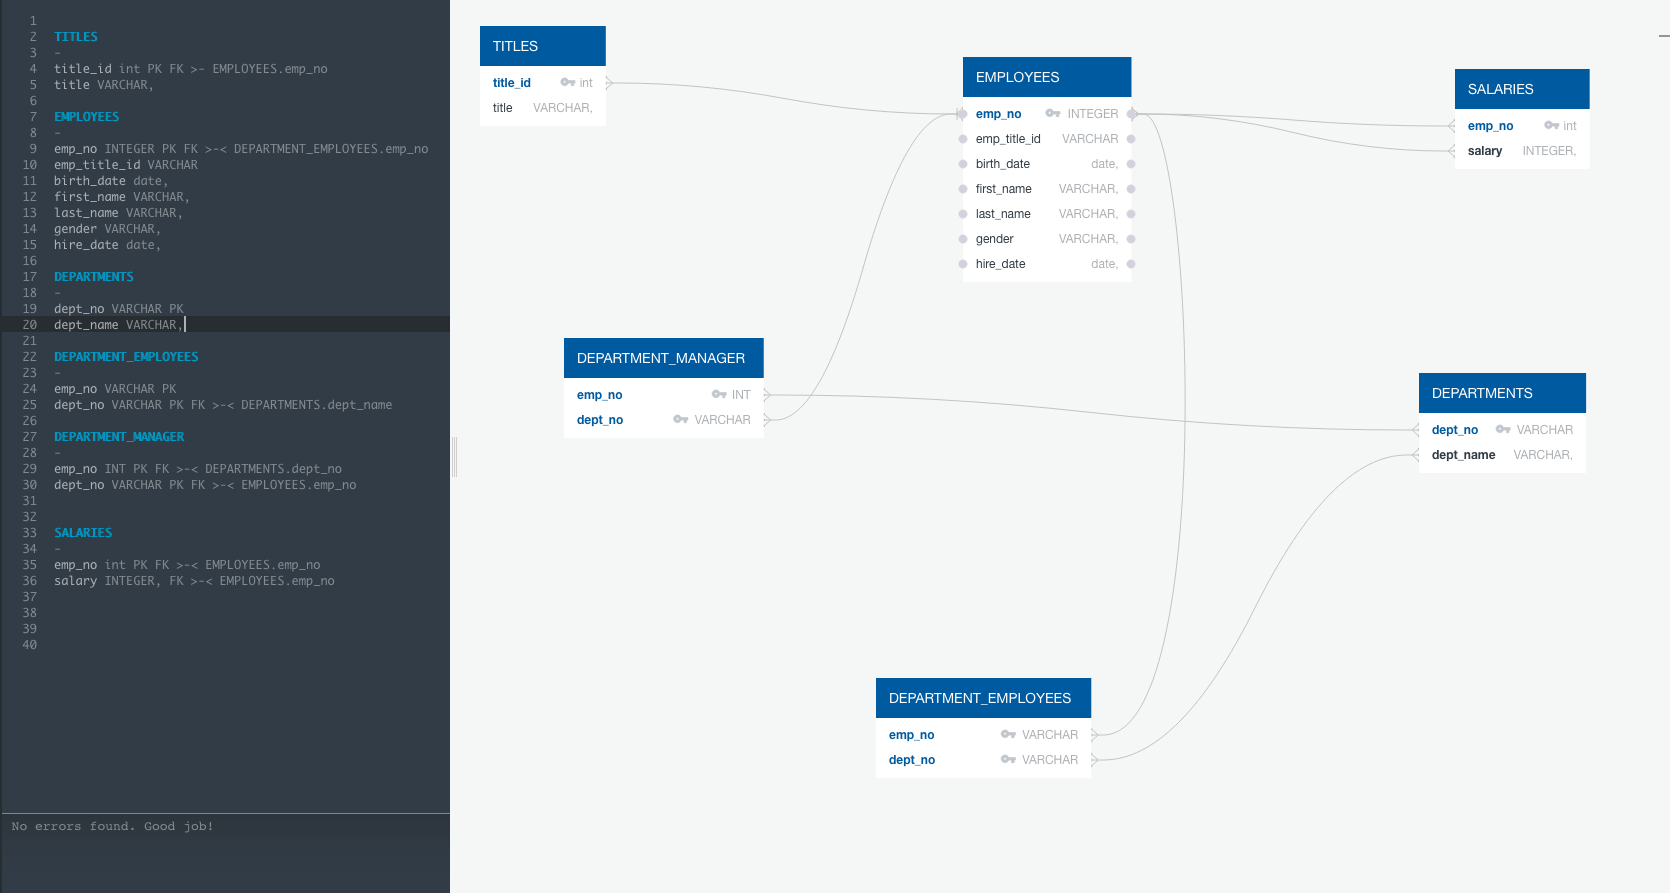 1
2 TITLES
3 -
4 title_id int PK FK >- EMPLOYEES.emp_no
5 title VARCHAR,
6
7 EMPLOYEES
8 -
9 emp_no INTEGER PK FK >-< DEPARTMENT_EMPLOYEES.emp_no
10 emp_title_id VARCHAR
11 birth_date date,
12 first_name VARCHAR,
13 last_name VARCHAR,
14 gender VARCHAR,
15 hire_date date,
16
17 DEPARTMENTS
18 -
19 dept_no VARCHAR PK
20 dept_name VARCHAR,
21
22 DEPARTMENT_EMPLOYEES
23 -
24 emp_no VARCHAR PK
25 dept_no VARCHAR PK FK >-< DEPARTMENTS.dept_name
26
27 DEPARTMENT_MANAGER
28 -
29 emp_no INT PK FK >-< DEPARTMENTS.dept_no
30 dept_no VARCHAR PK FK >-< EMPLOYEES.emp_no
31
32
33 SALARIES
34 -
35 emp_no int PK FK >-< EMPLOYEES.emp_no
36 salary INTEGER, FK >-< EMPLOYEES.emp_no
37
38
39
40
No errors found. Good job!
TITLES
title_id int
title VARCHAR,
EMPLOYEES
emp_no INTEGER
emp_title_id VARCHAR
birth_date date,
first_name VARCHAR,
last_name VARCHAR,
gender VARCHAR,
hire_date date,
SALARIES
emp_no int
salary INTEGER,
DEPARTMENT_MANAGER
emp_no INT
dept_no VARCHAR
DEPARTMENTS
dept_no VARCHAR
dept_name VARCHAR,
DEPARTMENT_EMPLOYEES
emp_no VARCHAR
dept_no VARCHAR